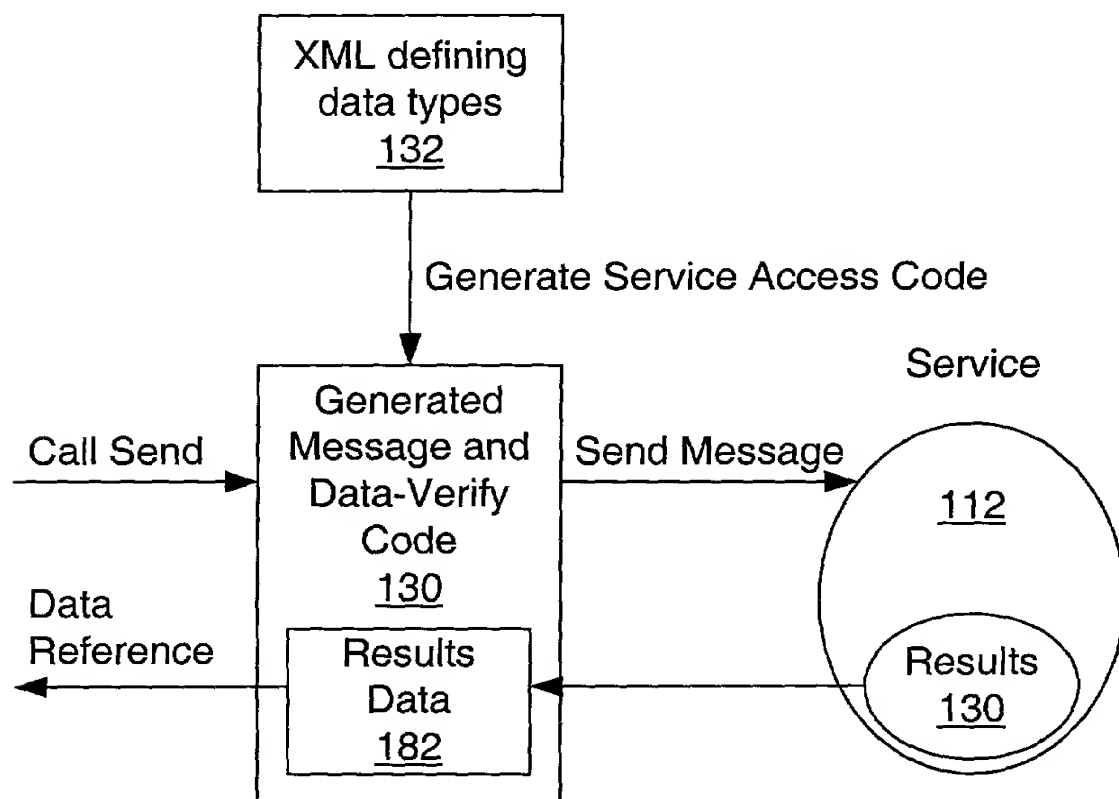 XML defining
data types
132
Generate Service Access Code
Service
Generated
Message and
Data-Verify
Code
130
Call Send
Send Message
112
Data
Reference
Results
Data
182
Results
130